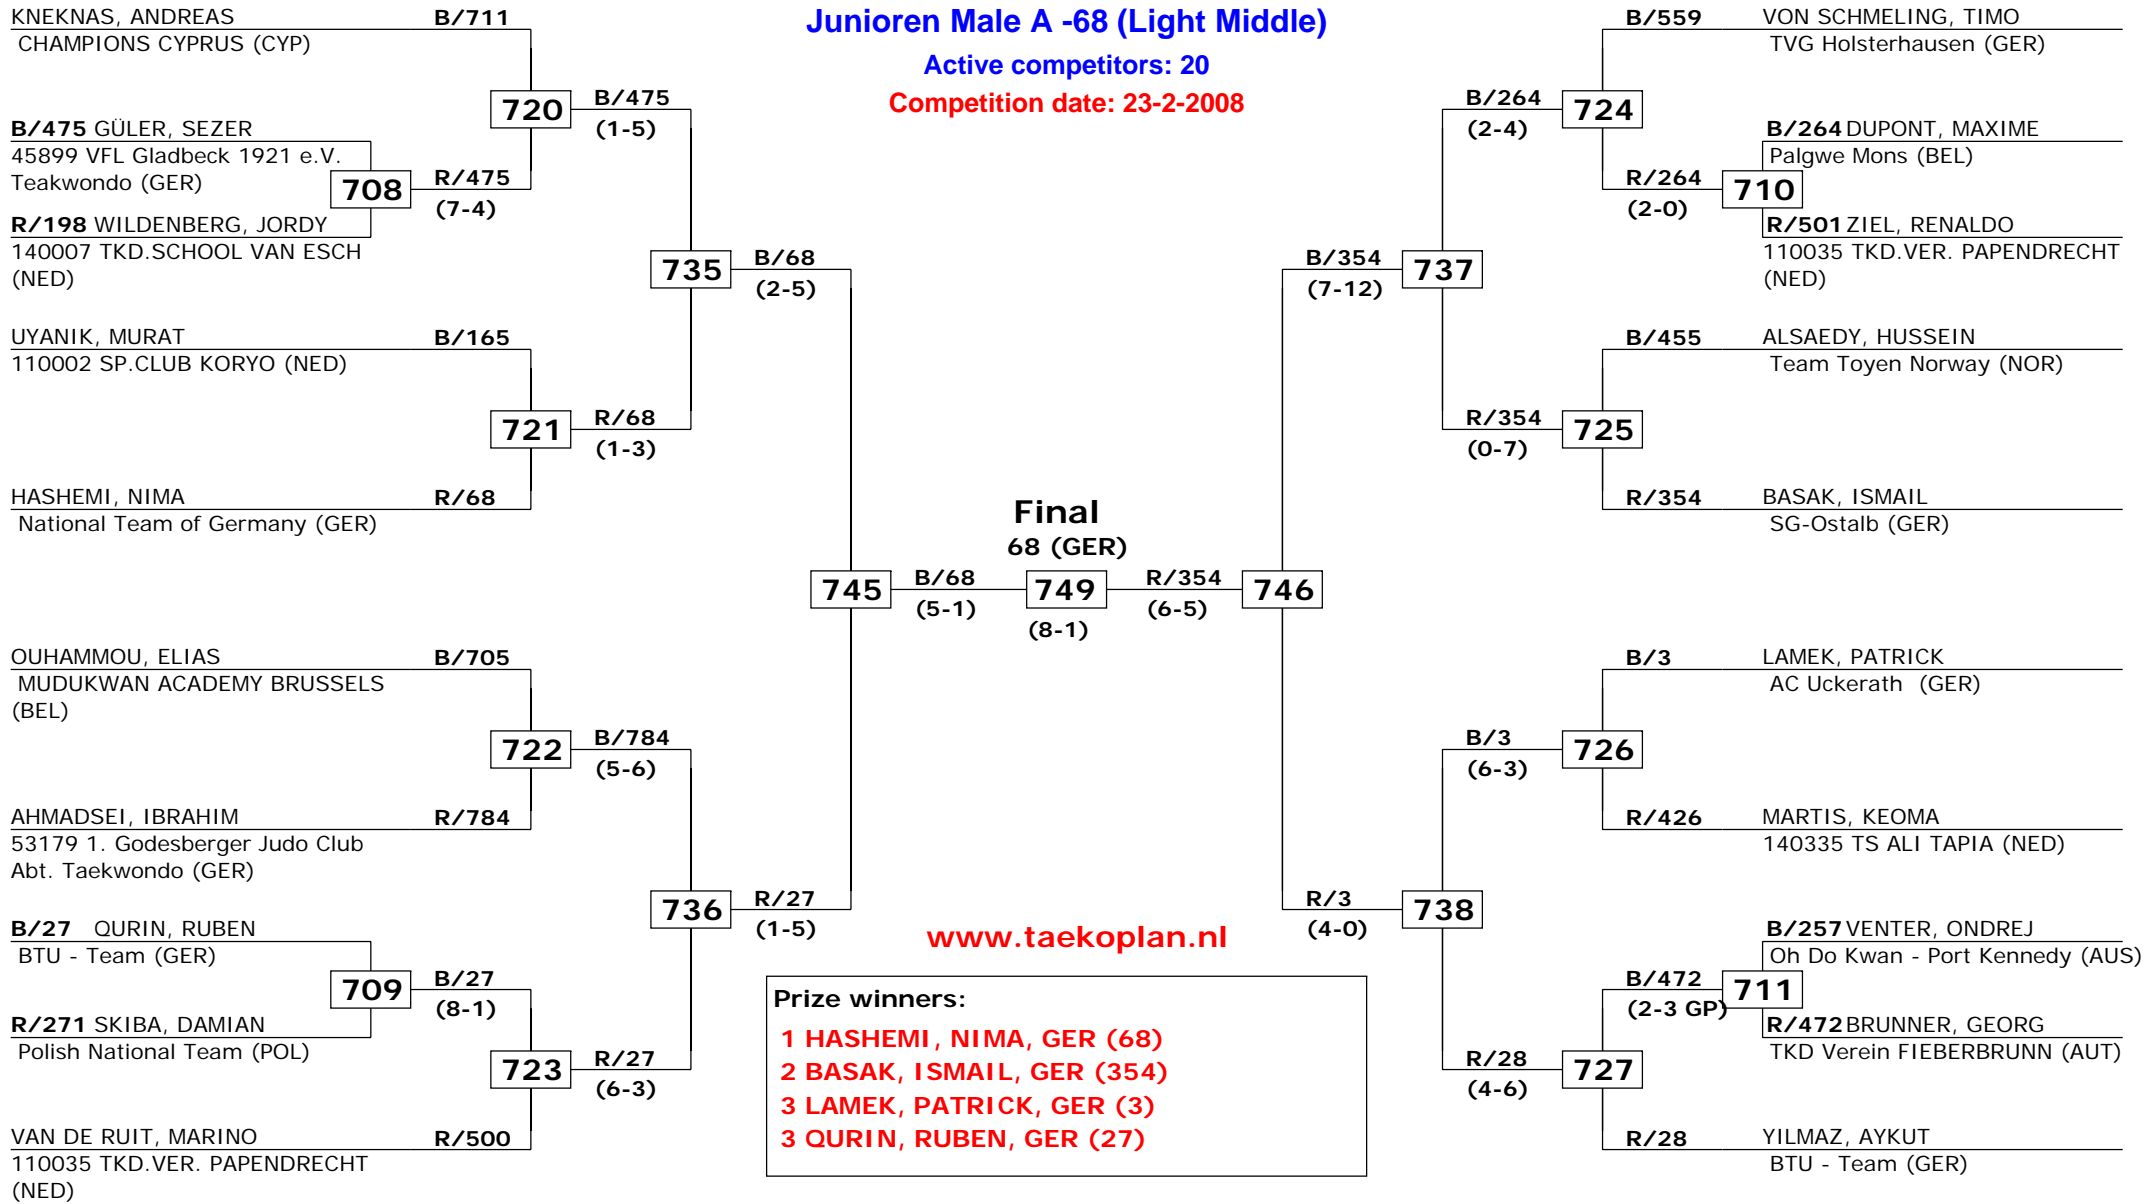 Junioren Male A -68 (Light Middle)
Active competitors: 20
Competition date: 23-2-2008
KNEKNAS, ANDREAS B/711
CHAMPIONS CYPRUS (CYP)
720
B/475
(1-5)
B/475 GÜLER, SEZER
45899 VFL Gladbeck 1921 e.V.
Teakwondo (GER)
708
R/475
(7-4)
R/198 WILDENBERG, JORDY
140007 TKD.SCHOOL VAN ESCH
(NED)
735
B/68
(2-5)
UYANIK, MURAT B/165
110002 SP.CLUB KORYO (NED)
721
R/68
(1-3)
HASHEMI, NIMA R/68
National Team of Germany (GER)
745
B/68
(5-1)
OUHAMMOU, ELIAS B/705
MUDUKWAN ACADEMY BRUSSELS
(BEL)
722
B/784
(5-6)
AHMADSEI, IBRAHIM R/784
53179 1. Godesberger Judo Club
Abt. Taekwondo (GER)
736
R/27
(1-5)
B/27 QURIN, RUBEN
BTU - Team (GER)
709
B/27
(8-1)
R/271 SKIBA, DAMIAN
Polish National Team (POL)
723
R/27
(6-3)
VAN DE RUIT, MARINO R/500
110035 TKD.VER. PAPENDRECHT
(NED)
Final
68 (GER)
749
(8-1)
R/354
(6-5)
746
B/559 VON SCHMELING, TIMO
TVG Holsterhausen (GER)
B/264
(2-4)
724
B/264 DUPONT, MAXIME
Palgwe Mons (BEL)
R/264
(2-0)
710
R/501 ZIEL, RENALDO
110035 TKD.VER. PAPENDRECHT
(NED)
B/354
(7-12)
737
B/455 ALSAEDY, HUSSEIN
Team Toyen Norway (NOR)
R/354
(0-7)
725
R/354 BASAK, ISMAIL
SG-Ostalb (GER)
B/3 LAMEK, PATRICK
AC Uckerath (GER)
B/3
(6-3)
726
R/426 MARTIS, KEOMA
140335 TS ALI TAPIA (NED)
R/3
(4-0)
738
B/257 VENTER, ONDREJ
Oh Do Kwan - Port Kennedy (AUS)
B/472
(2-3 GP)
711
R/472 BRUNNER, GEORG
TKD Verein FIEBERBRUNN (AUT)
R/28
(4-6)
727
R/28 YILMAZ, AYKUT
BTU - Team (GER)
www.taekoplan.nl
Prize winners:
1 HASHEMI, NIMA, GER (68)
2 BASAK, ISMAIL, GER (354)
3 LAMEK, PATRICK, GER (3)
3 QURIN, RUBEN, GER (27)